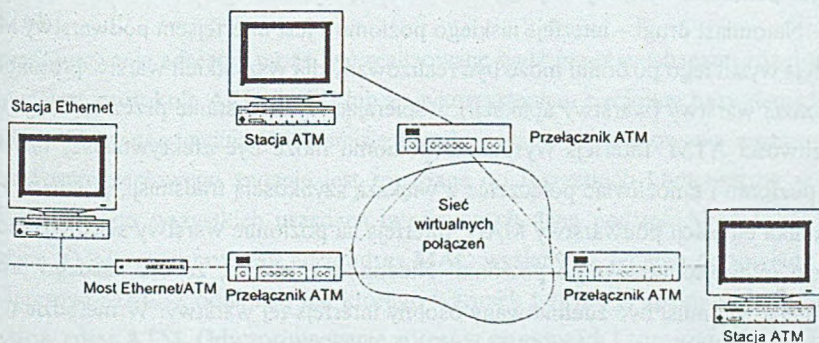 Stacja Ethernet
Stacja ATM
Przełącznik ATM
Sieć
wirtualnych
połączeń
Most Ethernet/ATM
Przełącznik ATM
Przełącznik ATM
Stacja ATM